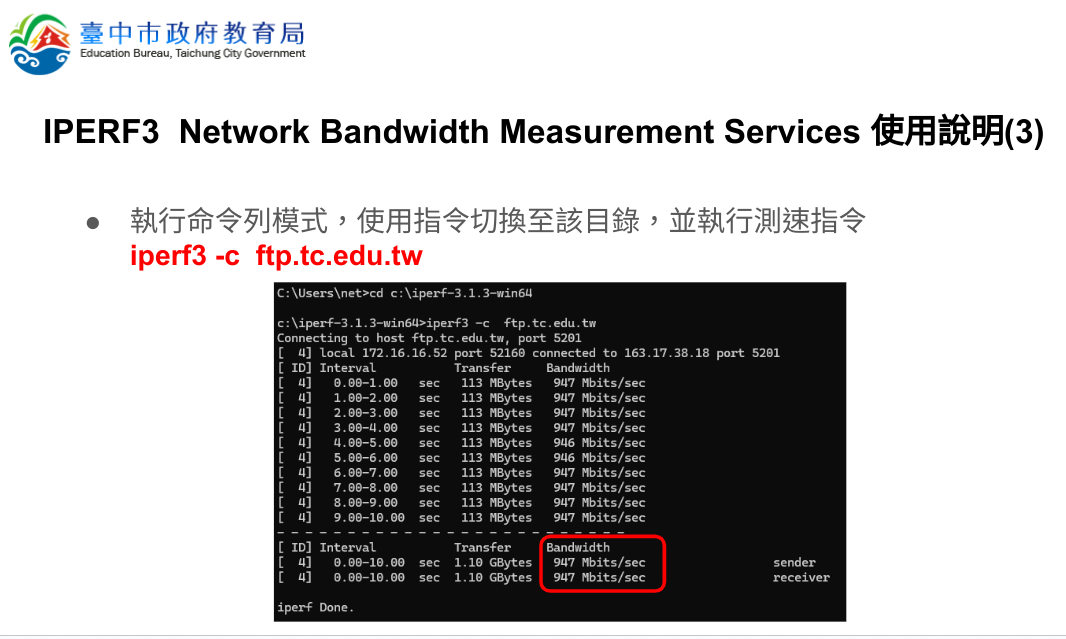 臺中市政府教育局
Education Bureau, Taichung City Government
IPERF3  Network Bandwidth Measurement Services 使用說明(3)
● 執行命令列模式，使用指令切換至該目錄，並執行測速指令
iperf3 -c  ftp.tc.edu.tw
C:\Users\net>cd c:\iperf-3.1.3-win64
c:\iperf-3.1.3-win64>iperf3 -c  ftp.tc.edu.tw
Connecting to host ftp.tc.edu.tw, port 5201
[  4] local 172.16.16.52 port 52160 connected to 163.17.38.18 port 5201
[ ID] Interval           Transfer     Bandwidth
[  4]   0.00-1.00   sec   113 MBytes   947 Mbits/sec
[  4]   1.00-2.00   sec   113 MBytes   947 Mbits/sec
[  4]   2.00-3.00   sec   113 MBytes   947 Mbits/sec
[  4]   3.00-4.00   sec   113 MBytes   947 Mbits/sec
[  4]   4.00-5.00   sec   113 MBytes   946 Mbits/sec
[  4]   5.00-6.00   sec   113 MBytes   946 Mbits/sec
[  4]   6.00-7.00   sec   113 MBytes   947 Mbits/sec
[  4]   7.00-8.00   sec   113 MBytes   947 Mbits/sec
[  4]   8.00-9.00   sec   113 MBytes   947 Mbits/sec
[  4]   9.00-10.00  sec   113 MBytes   947 Mbits/sec
- - - - - - - - - - - - - - - - - - - - - - - - -
[ ID] Interval           Transfer     Bandwidth
[  4]   0.00-10.00  sec  1.10 GBytes   947 Mbits/sec                  sender
[  4]   0.00-10.00  sec  1.10 GBytes   947 Mbits/sec                  receiver
iperf Done.